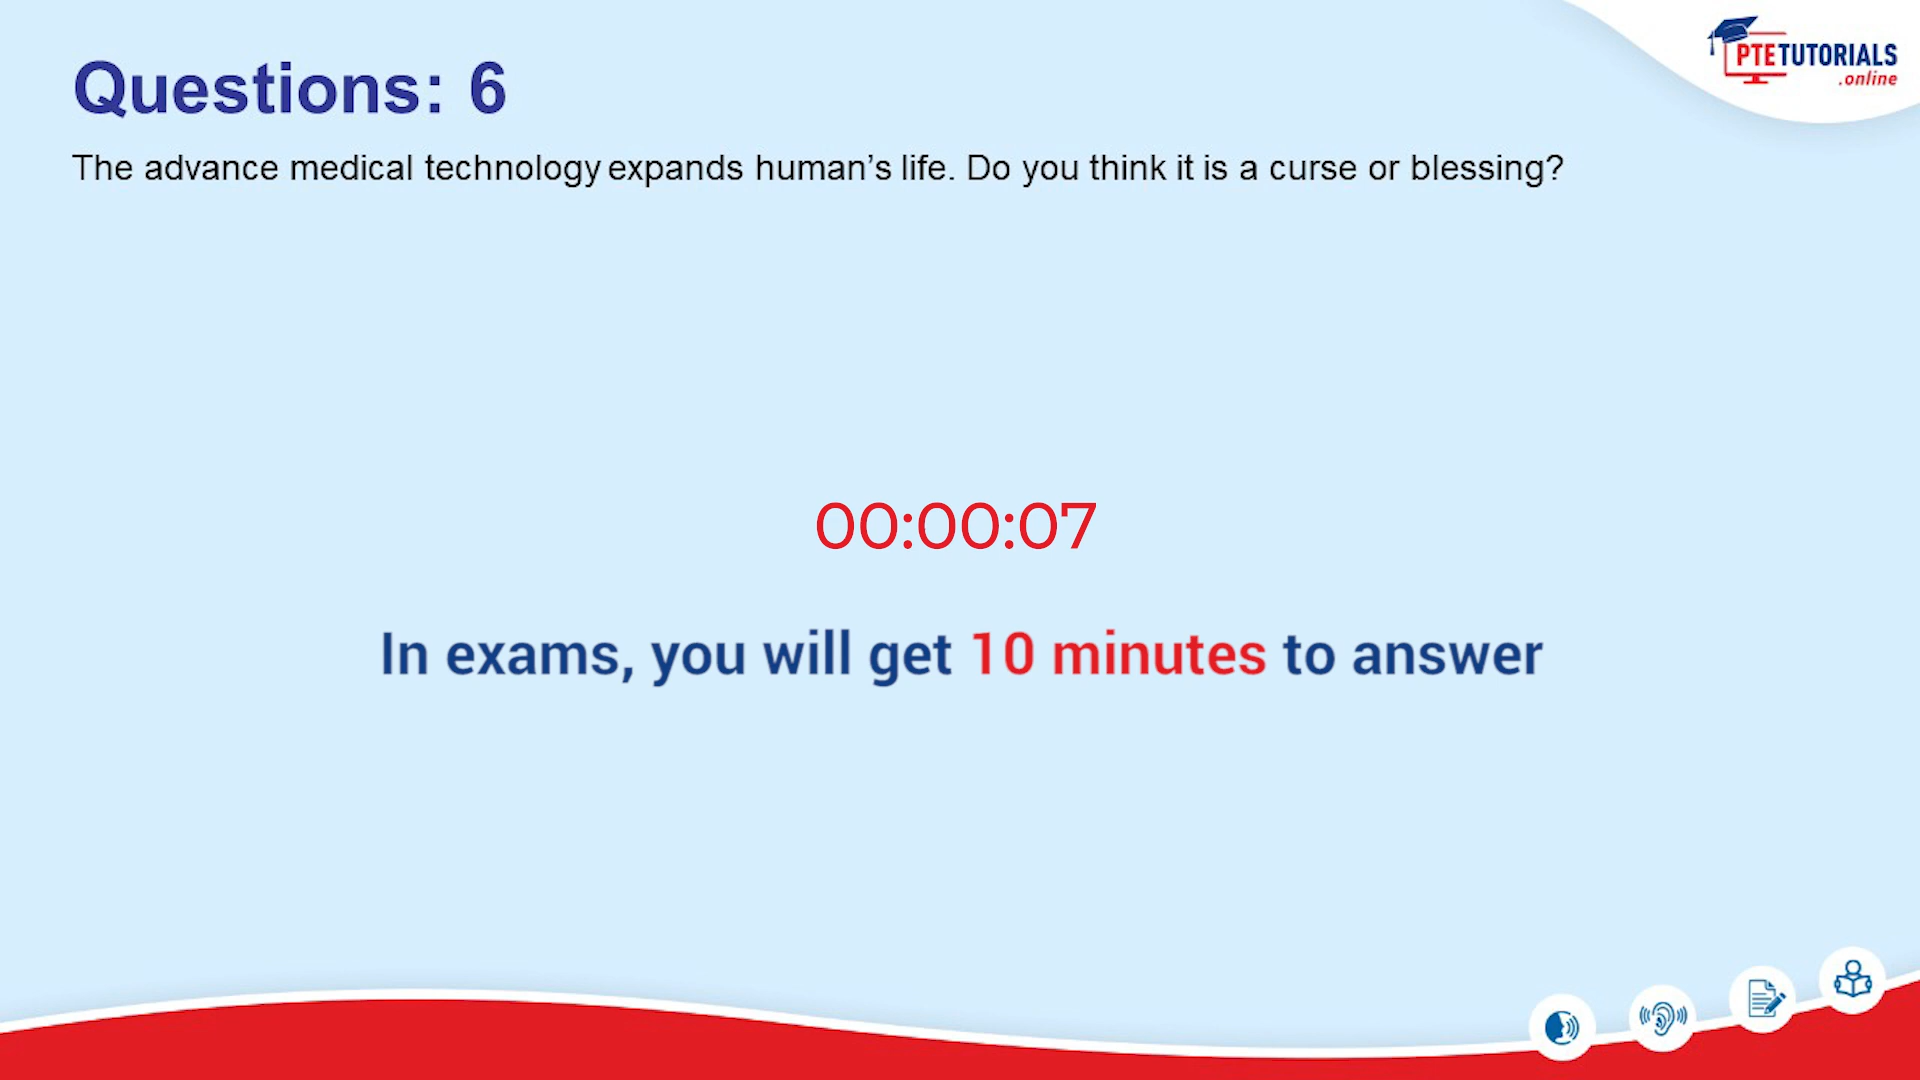 Questions: 6
PTETUTORIALS
.online
The advance medical technology expands human’s life. Do you think it is a curse or blessing?
00:00:07
In exams, you will get 10 minutes to answer